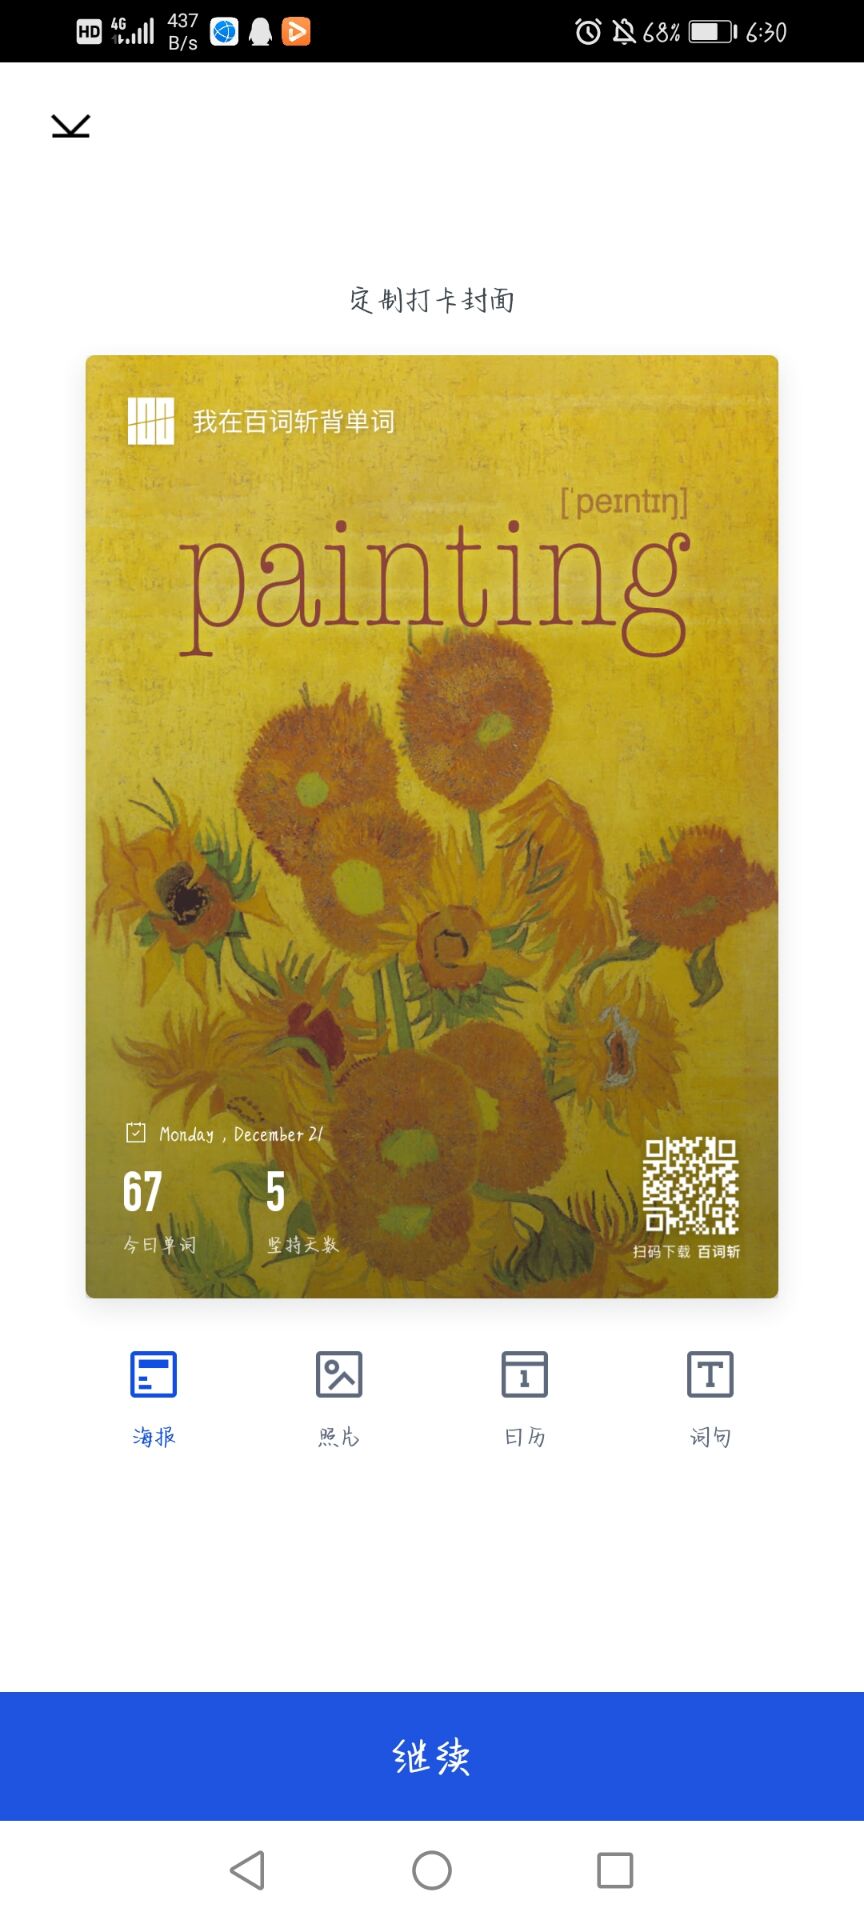 HD 4G 437 B/s 68% 6:30
定制打卡封面
我在百词斩背单词
[ˈpeɪntɪŋ]
painting
Monday , December 21
67 5
今日单词 坚持天数
扫码下载 百词斩
海报 照片 日历 词句
继续